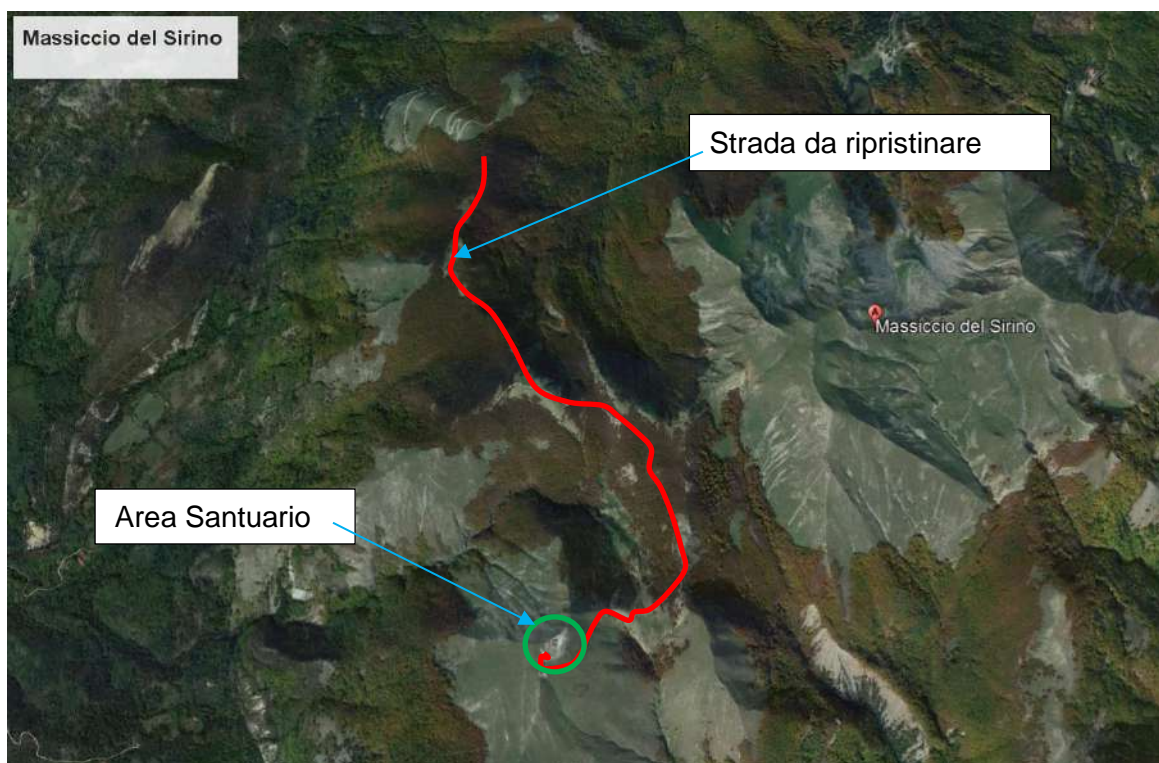 Massiccio del Sirino
Strada da ripristinare
A
Massiccio del Sirino
Area Santuario